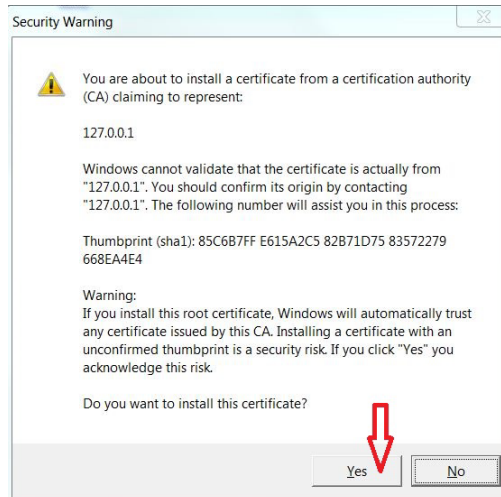 Security Warning
You are about to install a certificate from a certification authority
(CA) claiming to represent:
127.0.0.1
Windows cannot validate that the certificate is actually from
"127.0.0.1". You should confirm its origin by contacting
"127.0.0.1". The following number will assist you in this process:
Thumbprint (sha1): 85C6B7FF E615A2C5 82B71D75 83572279
668EA4E4
Warning:
If you install this root certificate, Windows will automatically trust
any certificate issued by this CA. Installing a certificate with an
unconfirmed thumbprint is a security risk. If you click "Yes" you
acknowledge this risk.
Do you want to install this certificate?
Yes No